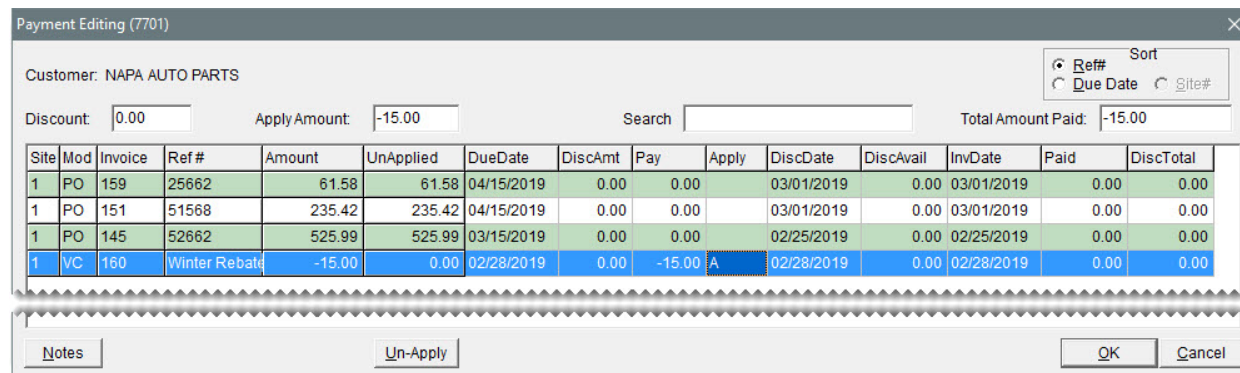 Payment Editing (7701)
Customer: NAPA AUTO PARTS
Sort
Ref#
Due Date Site#
Discount: 0.00 Apply Amount: -15.00 Search Total Amount Paid: -15.00
Site Mod Invoice Ref # Amount UnApplied DueDate DiscAmt Pay Apply DiscDate DiscAvail InvDate Paid DiscTotal
1 PO 159 25662 61.58 61.58 04/15/2019 0.00 0.00 03/01/2019 0.00 03/01/2019 0.00 0.00
1 PO 151 51568 235.42 235.42 04/15/2019 0.00 0.00 03/01/2019 0.00 03/01/2019 0.00 0.00
1 PO 145 52662 525.99 525.99 03/15/2019 0.00 0.00 02/25/2019 0.00 02/25/2019 0.00 0.00
1 VC 160 Winter Rebate -15.00 0.00 02/28/2019 0.00 -15.00 A 02/28/2019 0.00 02/28/2019 0.00 0.00
Notes Un-Apply OK Cancel